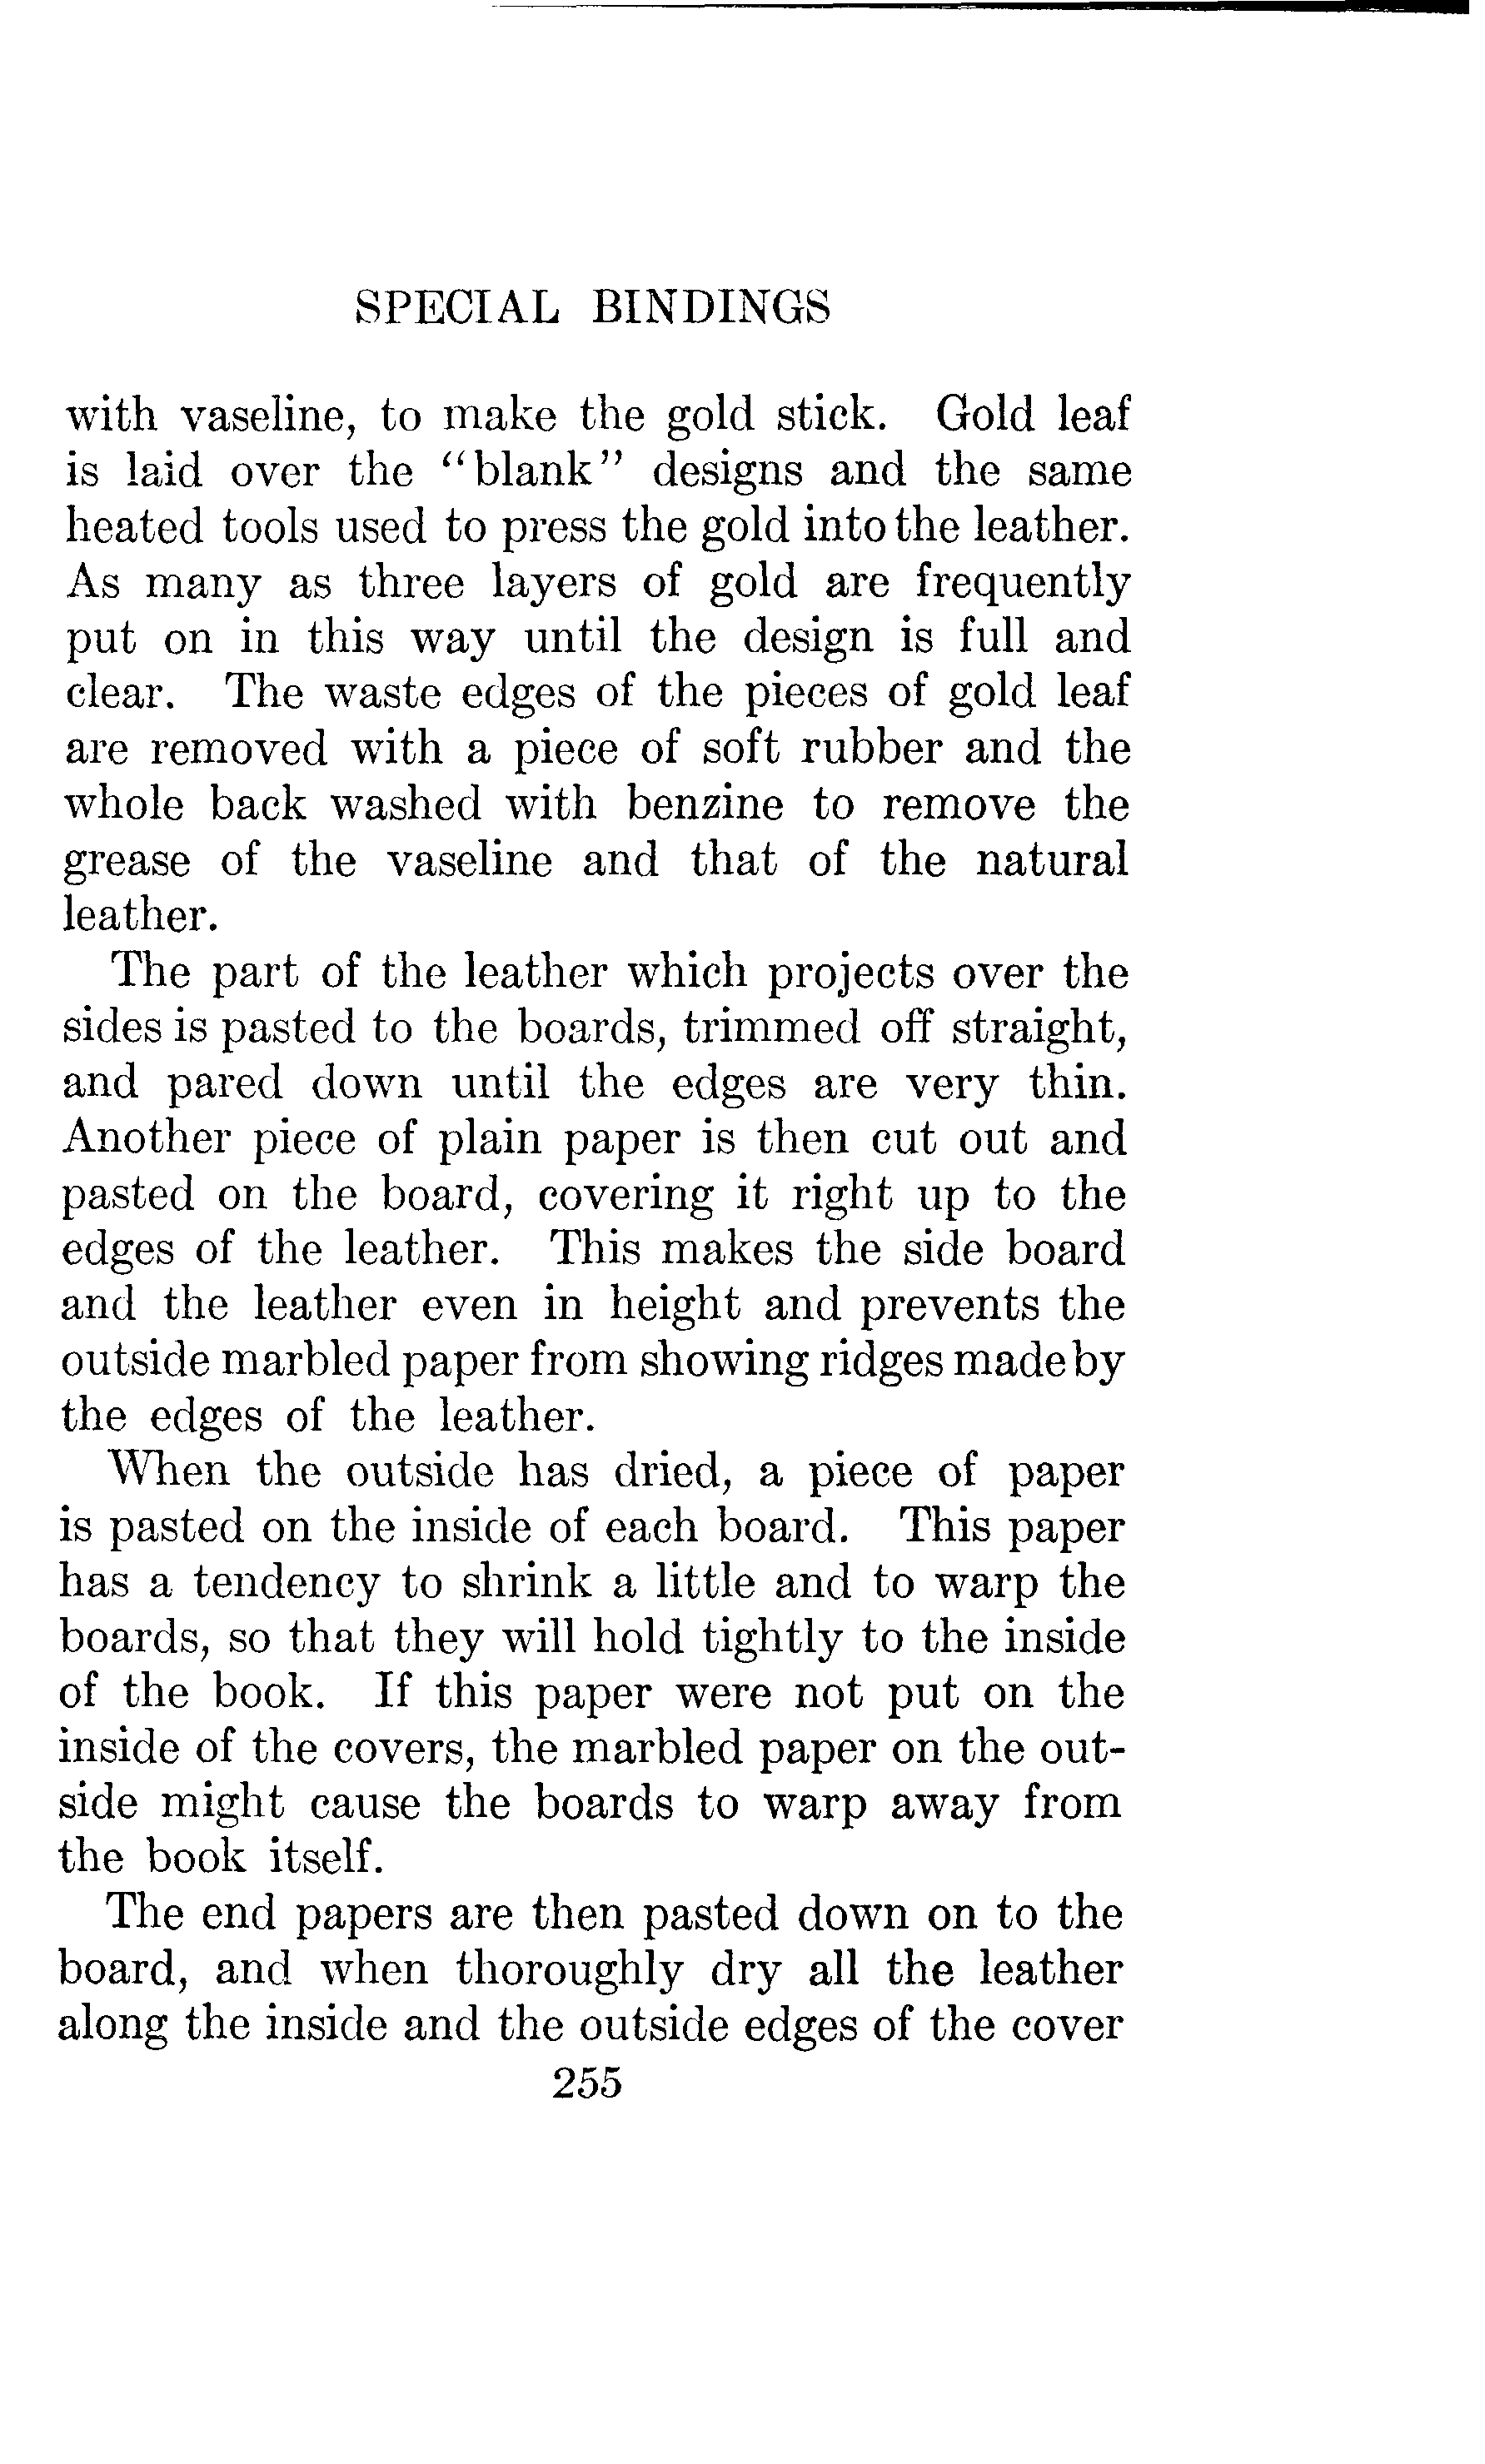 SPECIAL BINDINGS
with vaseline, to make the gold stick. Gold leaf
is laid over the "blank" designs and the same
heated tools used to press the gold into the leather.
As many as three layers of gold are frequently
put on in this way until the design is full and
clear. The waste edges of the pieces of gold leaf
are removed with a piece of soft rubber and the
whole back washed with benzine to remove the
grease of the vaseline and that of the natural
leather.
The part of the leather which projects over the
sides is pasted to the boards, trimmed off straight,
and pared down until the edges are very thin.
Another piece of plain paper is then cut out and
pasted on the board, covering it right up to the
edges of the leather. This makes the side board
and the leather even in height and prevents the
outside marbled paper from showing ridges made by
the edges of the leather.
When the outside has dried, a piece of paper
is pasted on the inside of each board. This paper
has a tendency to shrink a little and to warp the
boards, so that they will hold tightly to the inside
of the book. If this paper were not put on the
inside of the covers, the marbled paper on the out-
side might cause the boards to warp away from
the book itself.
The end papers are then pasted down on to the
board, and when thoroughly dry all the leather
along the inside and the outside edges of the cover
255